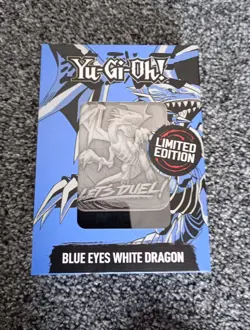 Yu-Gi-Oh!
LIMITED
EDITION
LET'S DUEL!
BLUE EYES WHITE DRAGON